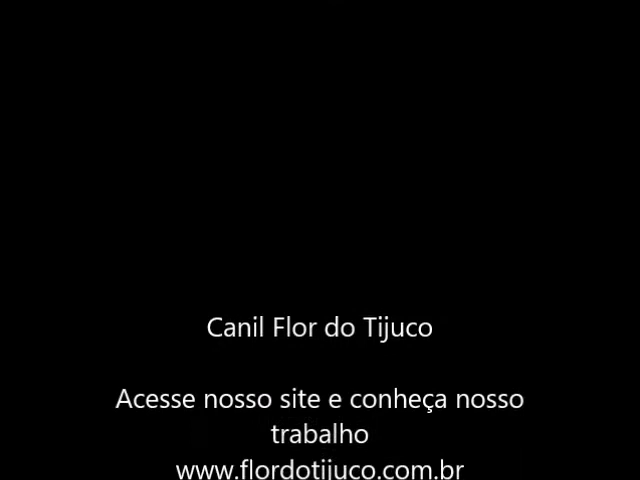 Canil Flor do Tijuco
Acesse nosso site e conheça nosso
trabalho
www.flordotijuco.com.br